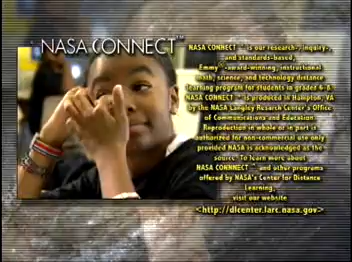 NASA CONNECT™
NASA CONNECT™ is our research-, inquiry-,
and standards-based,
Emmy®-award-winning, instructional
math, science, and technology distance
learning program for students in grades 6-8.
NASA CONNECT™ is produced in Hampton, VA
by the NASA Langley Research Center's Office
of Communications and Education.
Reproduction in whole or in part is
authorized for non-commercial use only
provided NASA is acknowledged as the
source. To learn more about
NASA CONNECT™ and other programs
offered by NASA's Center for Distance
Learning,
visit our website
<http://dlcenter.larc.nasa.gov>